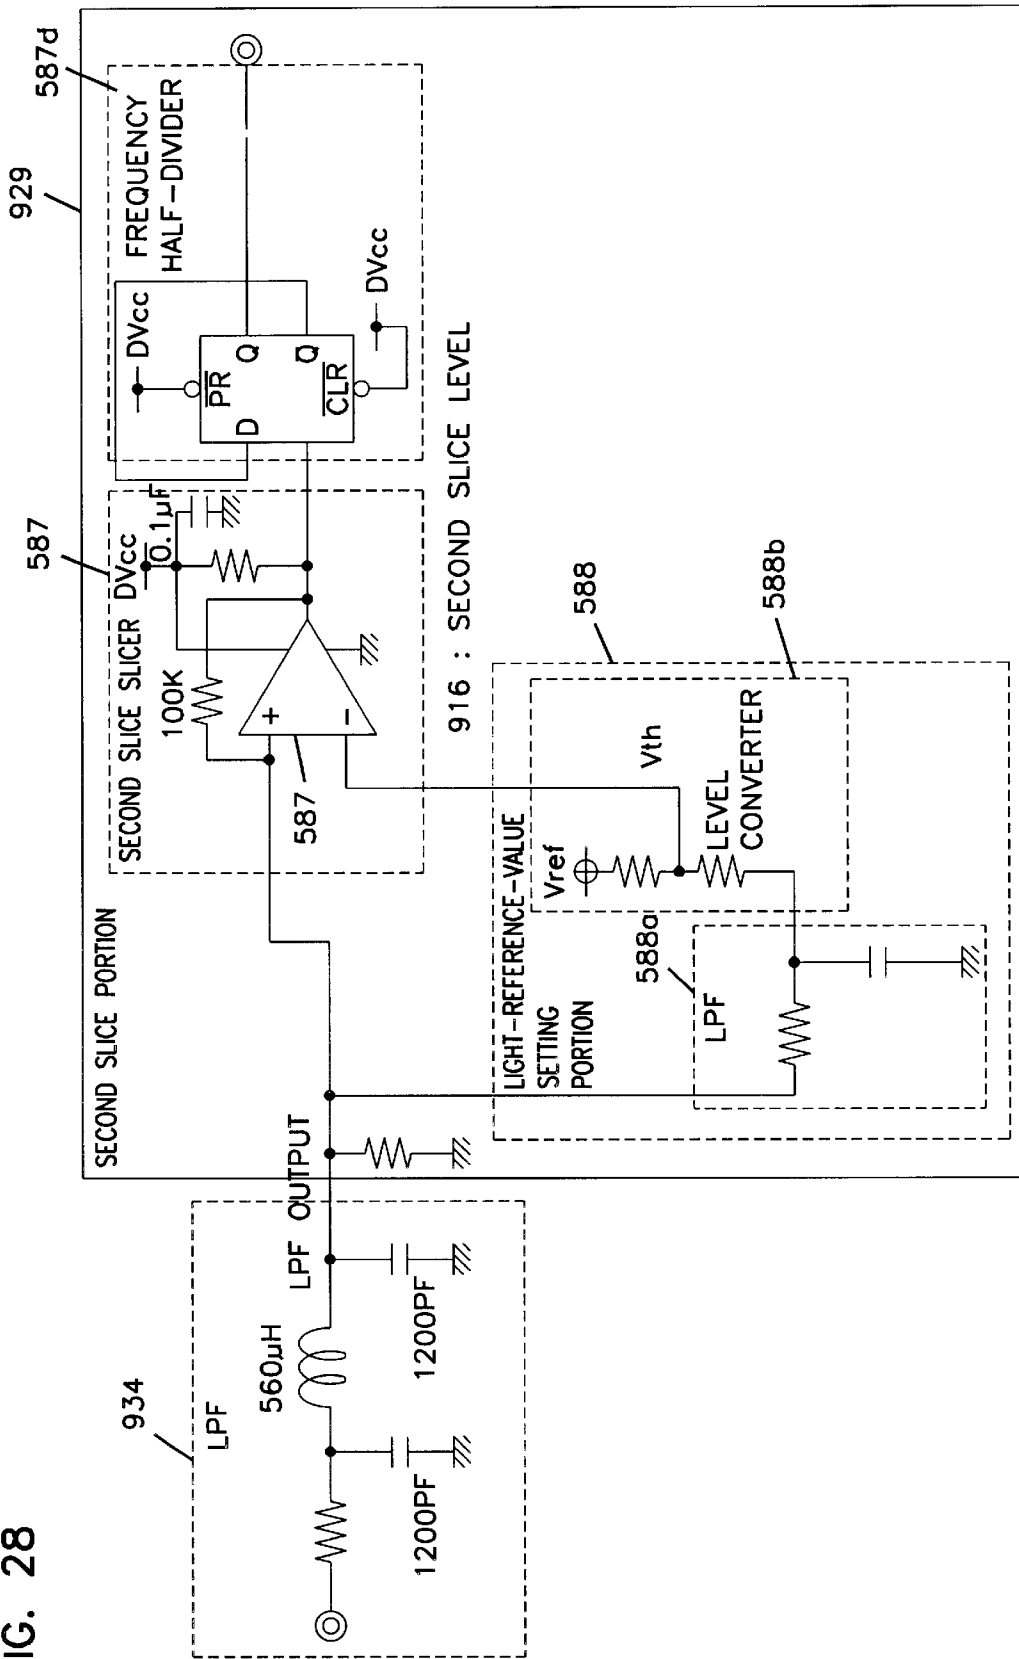 IG. 28
934
LPF
560µH
1200PF
1200PF
LPF OUTPUT
929
SECOND SLICE PORTION
587
SECOND SLICE SLICER
DVcc
0.1µF
100K
+
−
587
587d
FREQUENCY
HALF-DIVIDER
DVcc
PR
D
Q
Q
CLR
DVcc
916 : SECOND SLICE LEVEL
588
LIGHT-REFERENCE-VALUE
SETTING
PORTION
588b
Vref
Vth
LEVEL
CONVERTER
588a
LPF